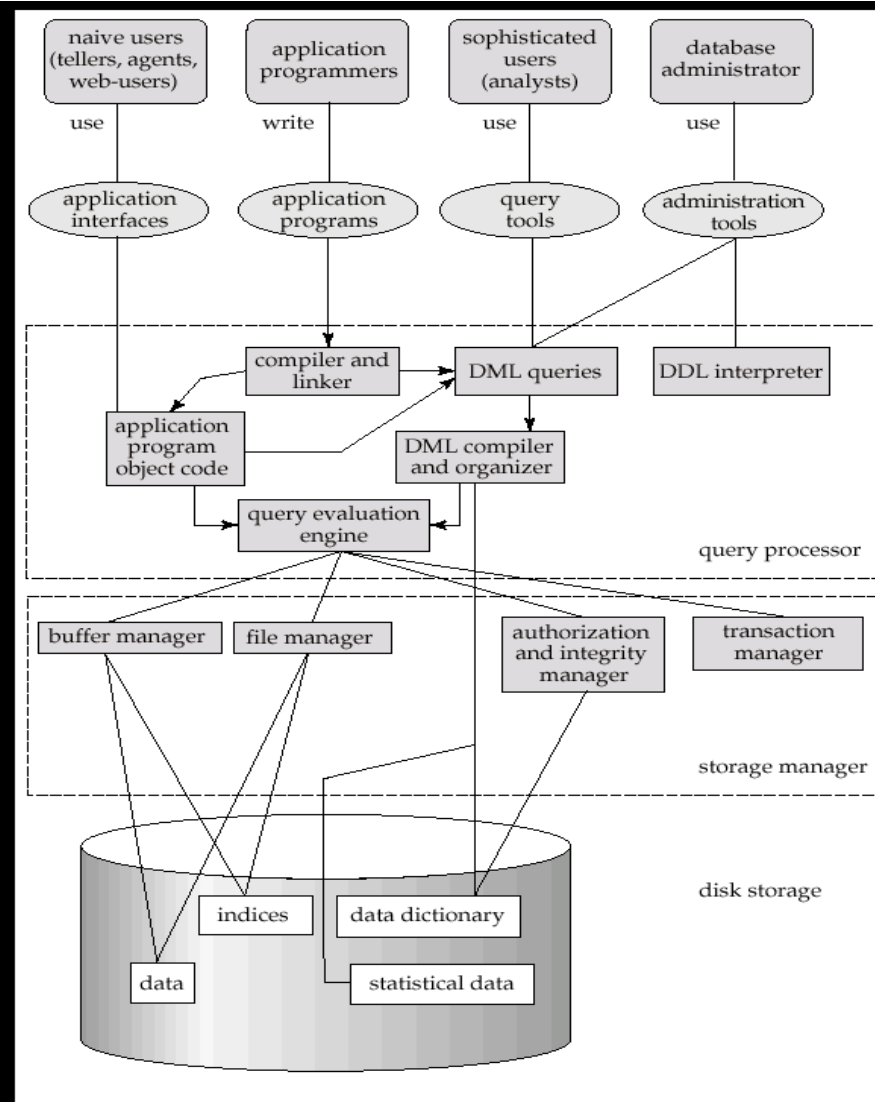 naive users
(tellers, agents,
web-users)
application
programmers
sophisticated
users
(analysts)
database
administrator
use
write
use
use
application
interfaces
application
programs
query
tools
administration
tools
compiler and
linker
DML queries
DDL interpreter
application
program
object code
DML compiler
and organizer
query evaluation
engine
query processor
buffer manager
file manager
authorization
and integrity
manager
transaction
manager
storage manager
disk storage
indices
data dictionary
data
statistical data